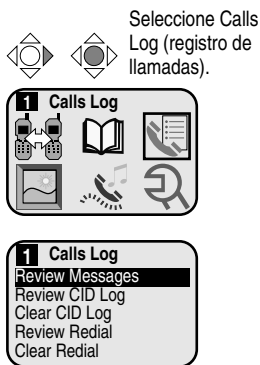 Seleccione Calls
Log (registro de
llamadas).
1 Calls Log
1 Calls Log
Review Messages
Review CID Log
Clear CID Log
Review Redial
Clear Redial